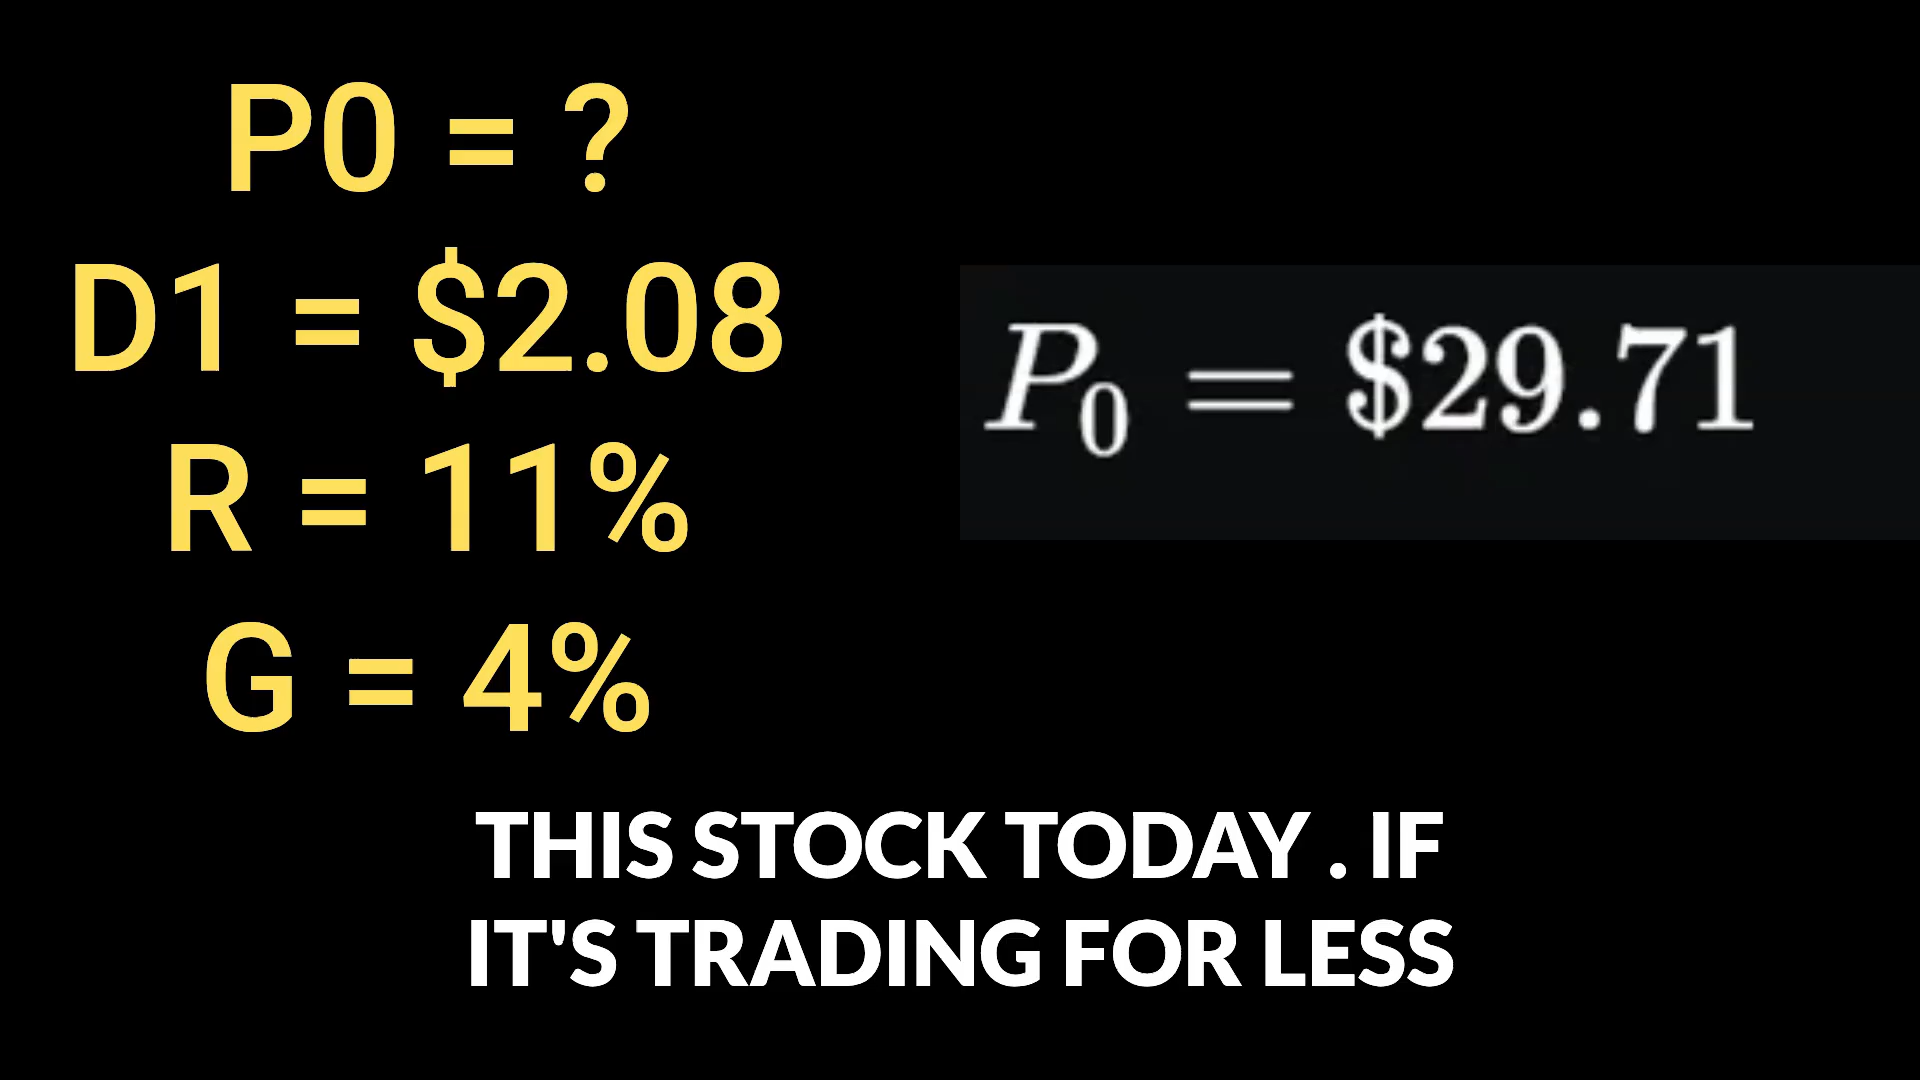 P0 = ?
D1 = $2.08
R = 11%
G = 4%
P₀ = $29.71
THIS STOCK TODAY . IF
IT'S TRADING FOR LESS